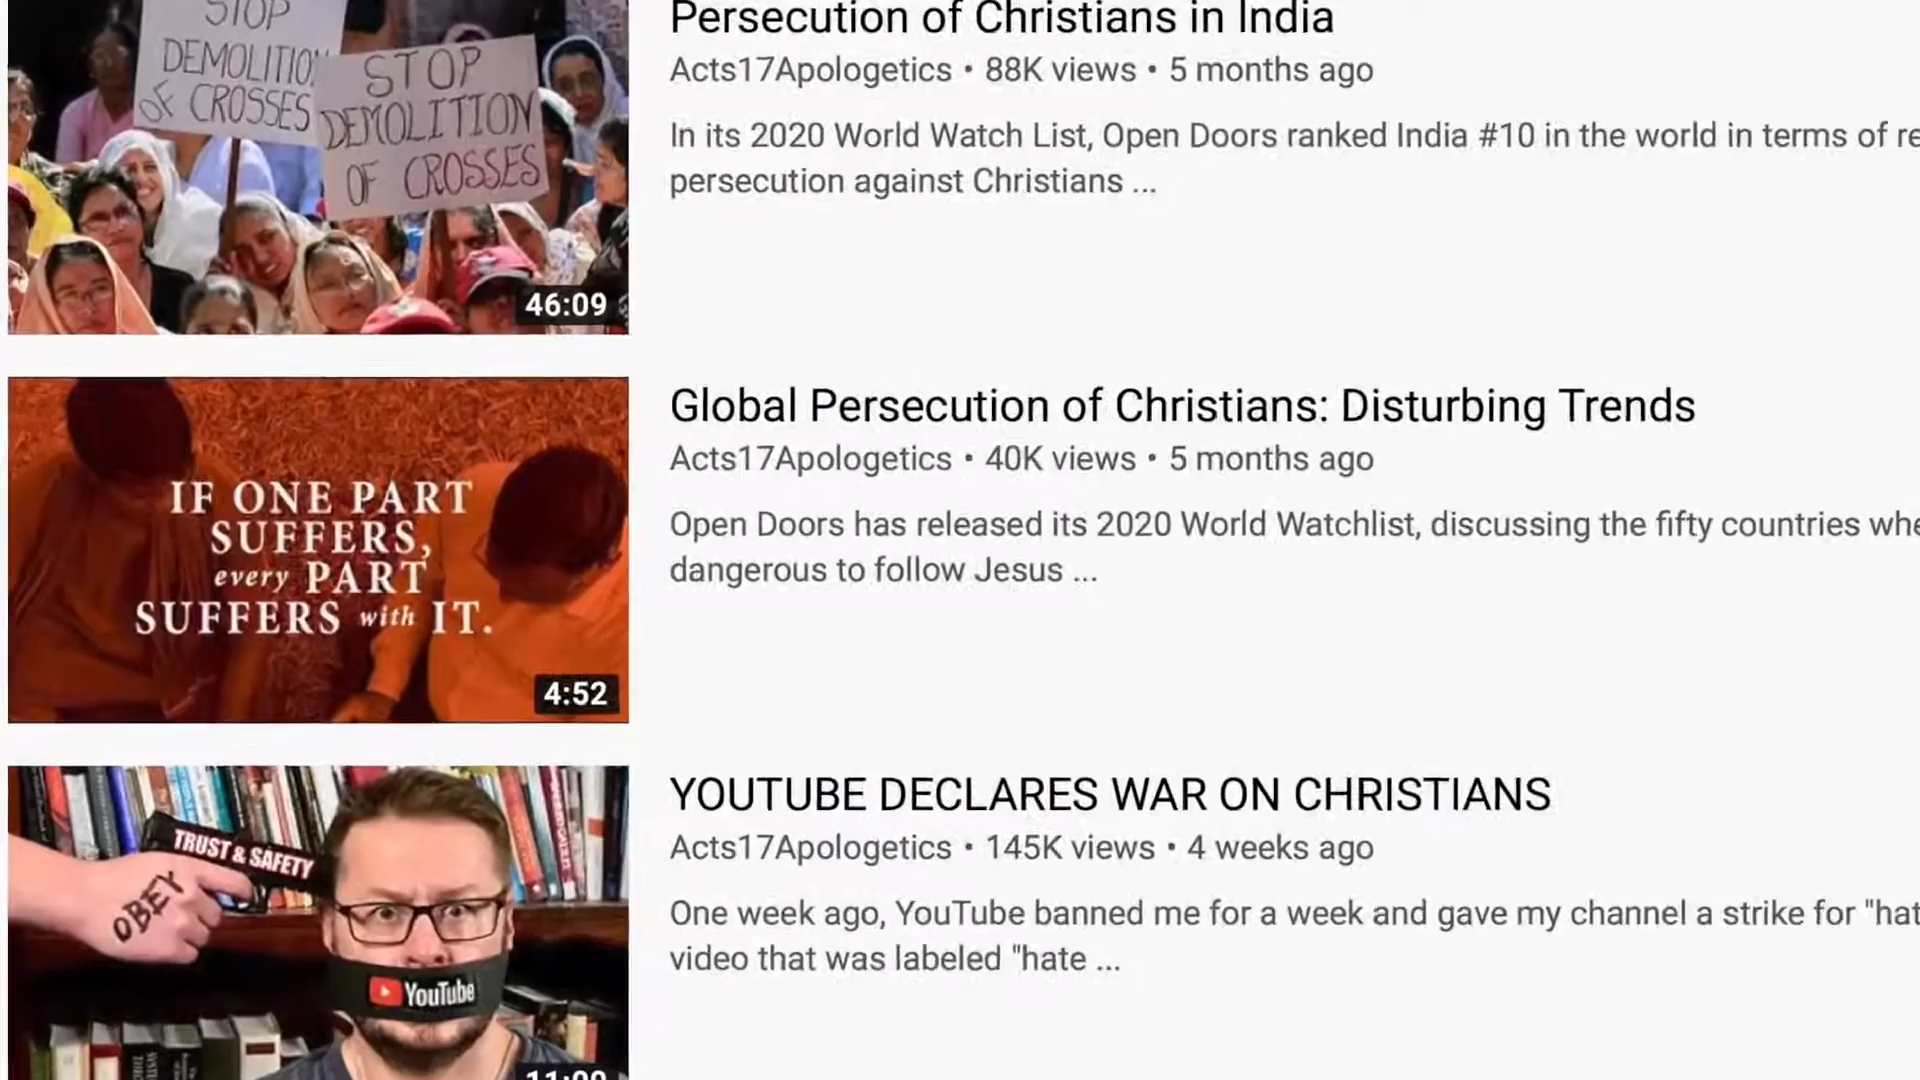 STOP
DEMOLITIO
OF CROSSES
STOP
DEMOLITION
OF CROSSES
46:09
Persecution of Christians in India
Acts17Apologetics • 88K views • 5 months ago
In its 2020 World Watch List, Open Doors ranked India #10 in the world in terms of re
persecution against Christians ...
IF ONE PART
SUFFERS,
every PART
SUFFERS with IT.
4:52
Global Persecution of Christians: Disturbing Trends
Acts17Apologetics • 40K views • 5 months ago
Open Doors has released its 2020 World Watchlist, discussing the fifty countries whe
dangerous to follow Jesus ...
TRUST & SAFETY
OBEY
YouTube
YOUTUBE DECLARES WAR ON CHRISTIANS
Acts17Apologetics • 145K views • 4 weeks ago
One week ago, YouTube banned me for a week and gave my channel a strike for "hat
video that was labeled "hate ...